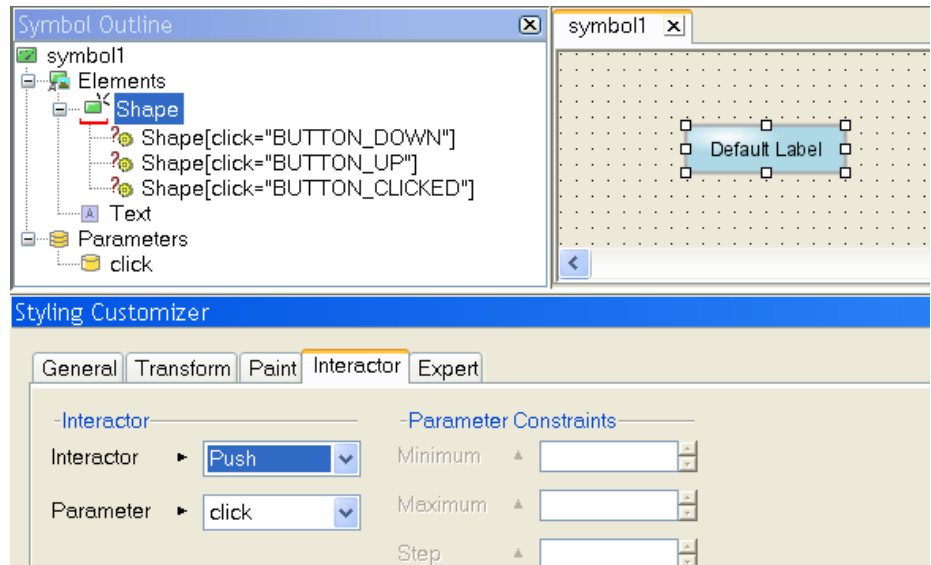 Symbol Outline
symbol1
Elements
Shape
Shape[click="BUTTON_DOWN"]
Shape[click="BUTTON_UP"]
Shape[click="BUTTON_CLICKED"]
Text
Parameters
click
symbol1
Default Label
Styling Customizer
General Transform Paint Interactor Expert
Interactor
Interactor Push
Parameter click
Parameter Constraints
Minimum
Maximum
Step